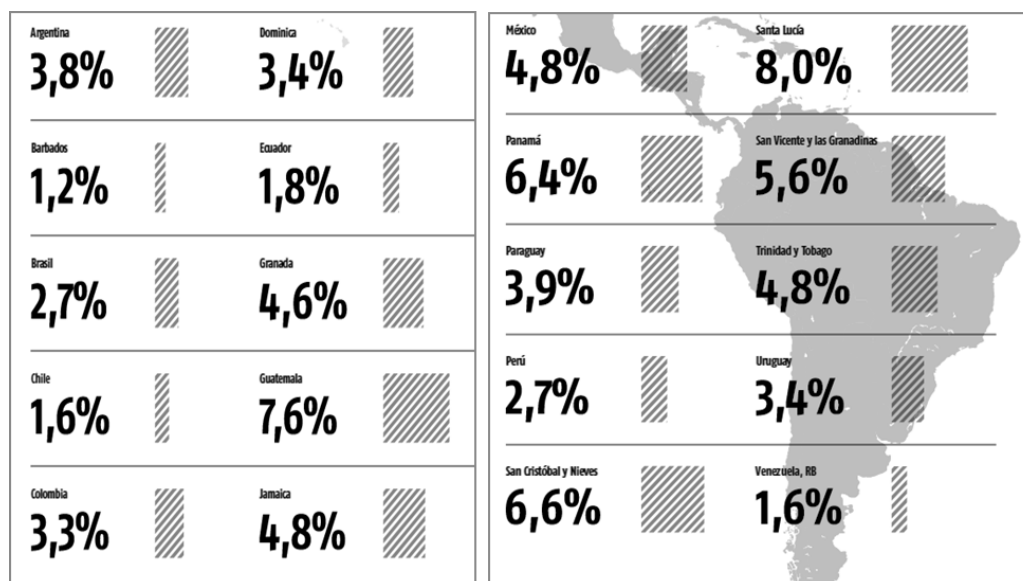 Argentina
3,8%
Dominica
3,4%
Barbados
1,2%
Ecuador
1,8%
Brasil
2,7%
Granada
4,6%
Chile
1,6%
Guatemala
7,6%
Colombia
3,3%
Jamaica
4,8%
México
4,8%
Santa Lucía
8,0%
Panamá
6,4%
San Vicente y las Granadinas
5,6%
Paraguay
3,9%
Trinidad y Tobago
4,8%
Perú
2,7%
Uruguay
3,4%
San Cristóbal y Nieves
6,6%
Venezuela, RB
1,6%